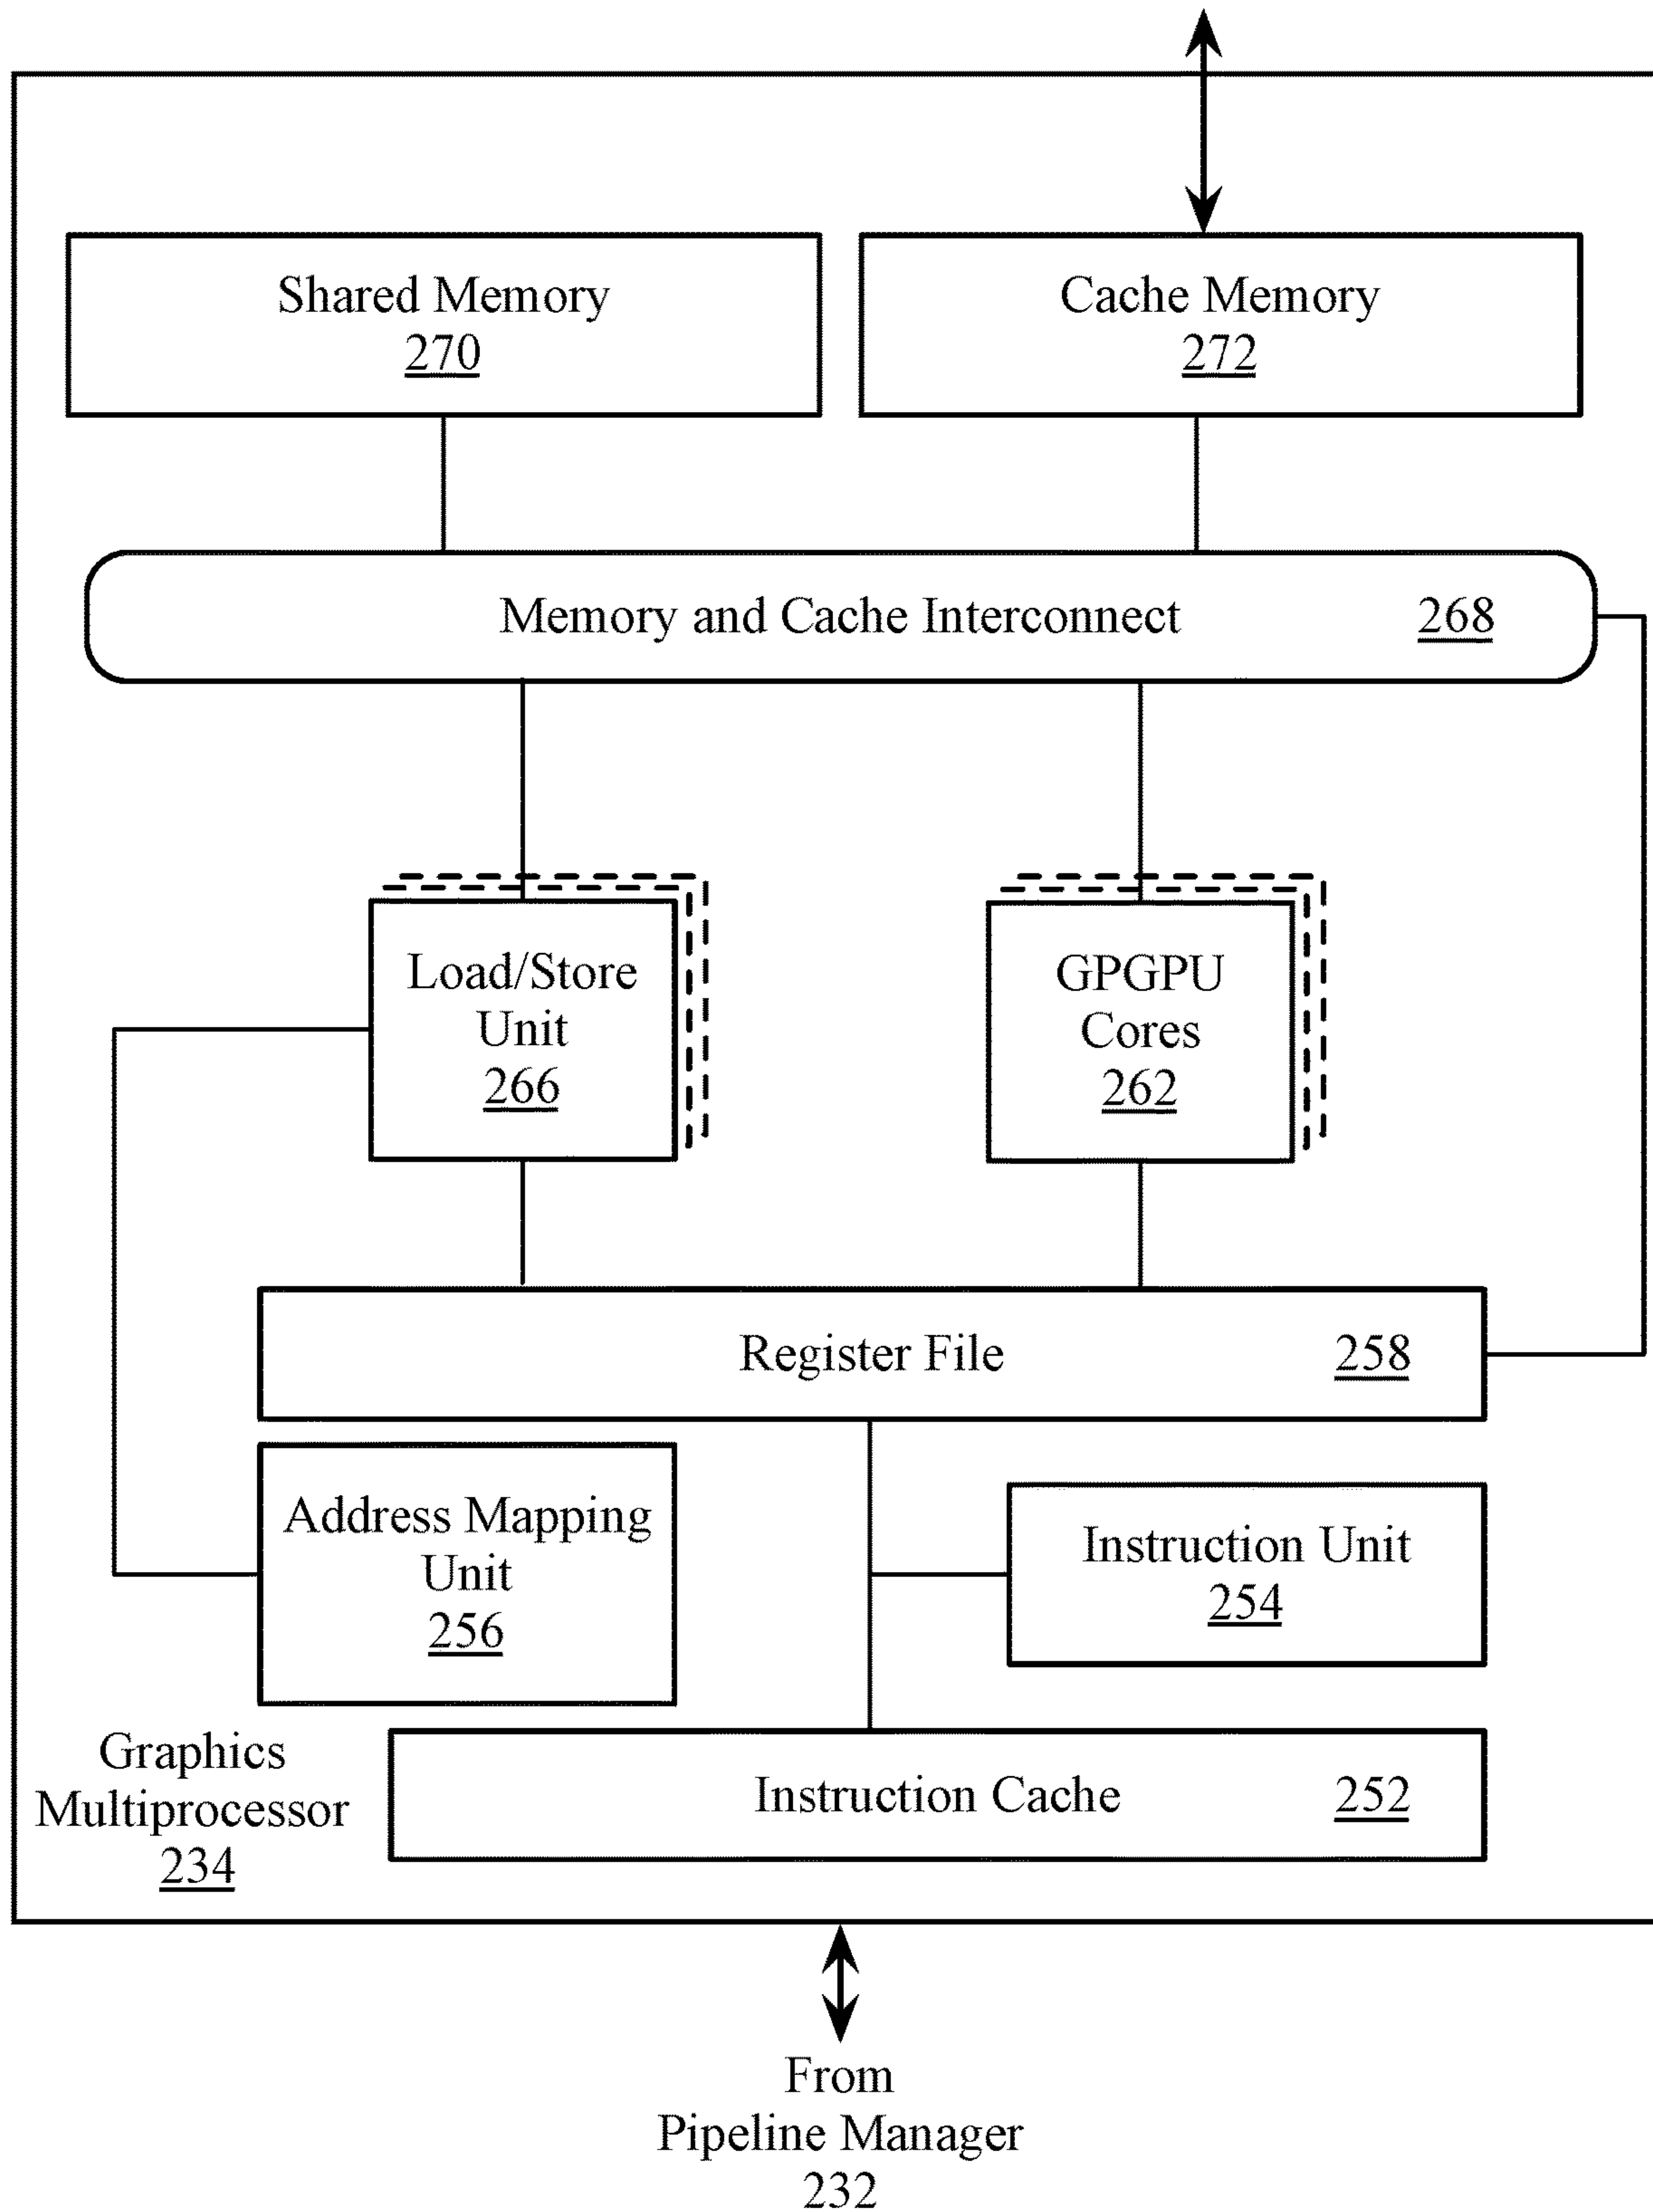 Shared Memory
270
Cache Memory
272
Memory and Cache Interconnect 268
Load/Store
Unit
266
GPGPU
Cores
262
Register File 258
Address Mapping
Unit
256
Instruction Unit
254
Graphics
Multiprocessor
234
Instruction Cache 252
From
Pipeline Manager
232